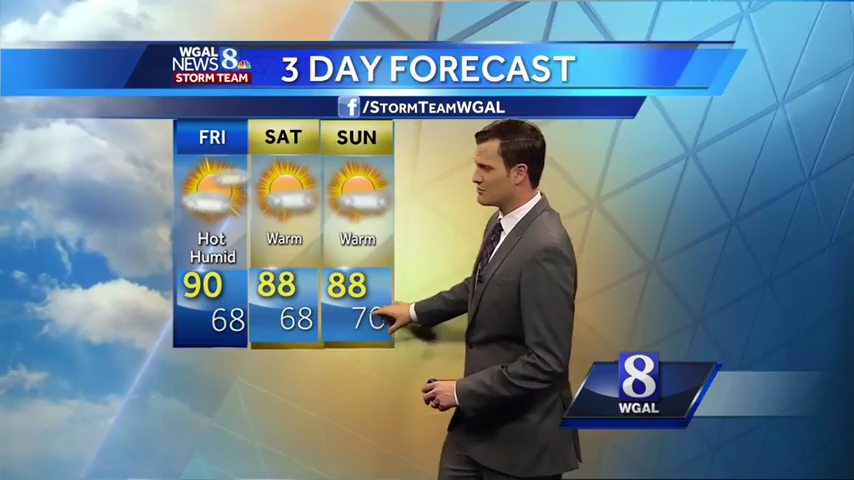 WGAL
NEWS 8
STORM TEAM
3 DAY FORECAST
f/STORMTEAMWGAL
FRI SAT SUN
Hot Warm Warm
Humid
90 88 88
68 68 70
8
WGAL